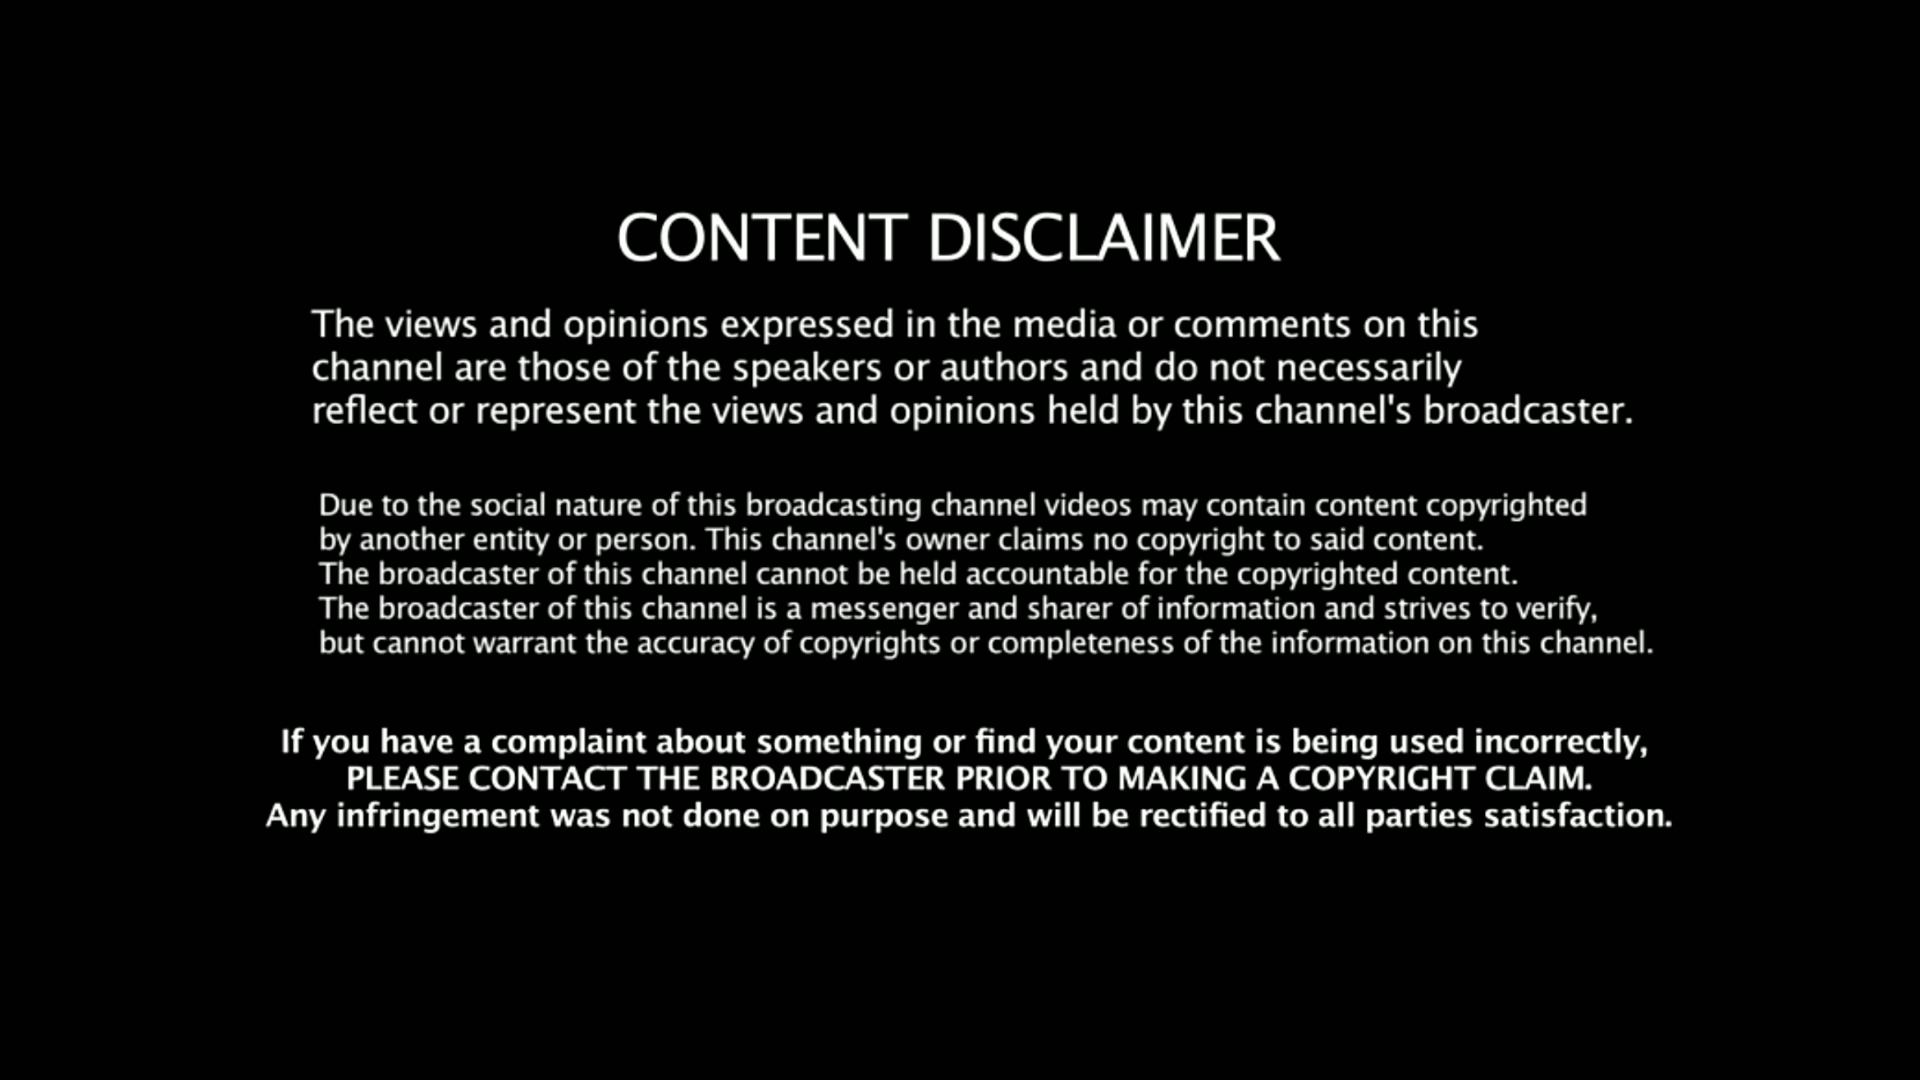 CONTENT DISCLAIMER
The views and opinions expressed in the media or comments on this
channel are those of the speakers or authors and do not necessarily
reflect or represent the views and opinions held by this channel's broadcaster.
Due to the social nature of this broadcasting channel videos may contain content copyrighted
by another entity or person. This channel's owner claims no copyright to said content.
The broadcaster of this channel cannot be held accountable for the copyrighted content.
The broadcaster of this channel is a messenger and sharer of information and strives to verify,
but cannot warrant the accuracy of copyrights or completeness of the information on this channel.
If you have a complaint about something or find your content is being used incorrectly,
PLEASE CONTACT THE BROADCASTER PRIOR TO MAKING A COPYRIGHT CLAIM.
Any infringement was not done on purpose and will be rectified to all parties satisfaction.